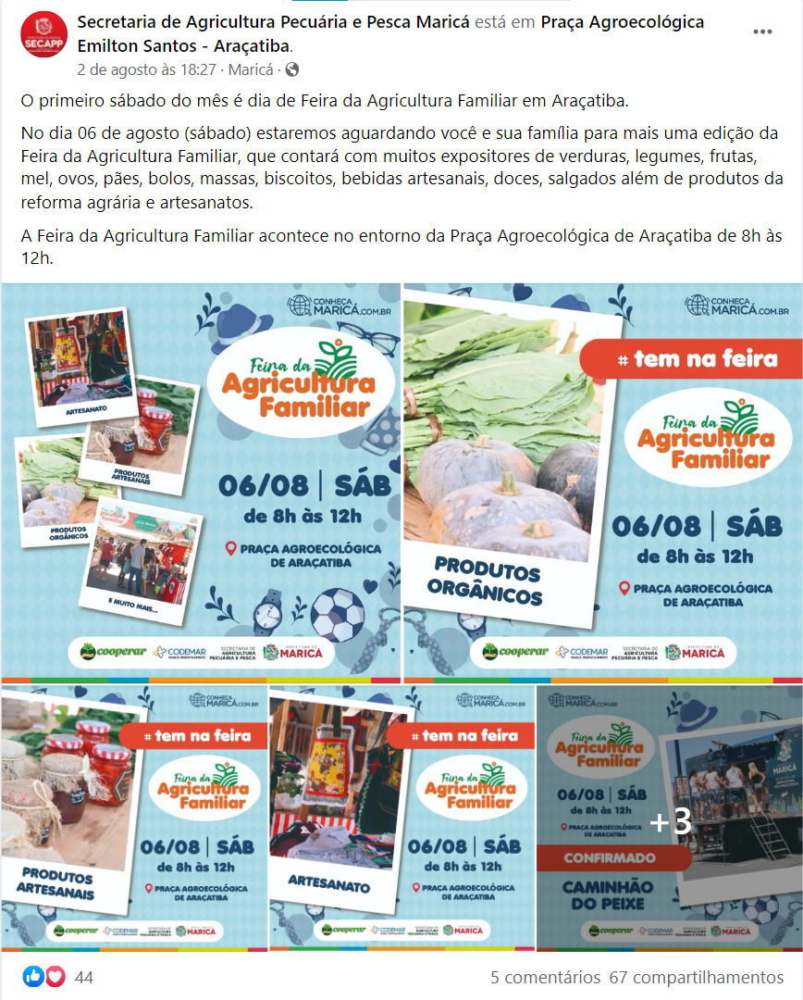 Secretaria de Agricultura Pecuária e Pesca Maricá está em Praça Agroecológica
Emilton Santos - Araçatiba.
2 de agosto às 18:27 · Maricá ·
SECAPP
O primeiro sábado do mês é dia de Feira da Agricultura Familiar em Araçatiba.
No dia 06 de agosto (sábado) estaremos aguardando você e sua família para mais uma edição da
Feira da Agricultura Familiar, que contará com muitos expositores de verduras, legumes, frutas,
mel, ovos, pães, bolos, massas, biscoitos, bebidas artesanais, doces, salgados além de produtos da
reforma agrária e artesanatos.
A Feira da Agricultura Familiar acontece no entorno da Praça Agroecológica de Araçatiba de 8h às
12h.
CONHEÇA
MARICÁ.COM.BR
Feira da
Agricultura
Familiar
ARTESANATO
PRODUTOS
ARTESANAIS
PRODUTOS
ORGÂNICOS
E MUITO MAIS...
06/08 | SÁB
de 8h às 12h
PRAÇA AGROECOLÓGICA
DE ARAÇATIBA
cooperar
CODEMAR
MARICÁ DESENVOLVIMENTO
SECRETARIA DE
AGRICULTURA
PECUÁRIA E PESCA
PREFEITURA DE
MARICÁ
CONHEÇA
MARICÁ.COM.BR
# tem na feira
Feira da
Agricultura
Familiar
06/08 | SÁB
de 8h às 12h
PRAÇA AGROECOLÓGICA
DE ARAÇATIBA
PRODUTOS
ORGÂNICOS
cooperar
CODEMAR
MARICÁ DESENVOLVIMENTO
SECRETARIA DE
AGRICULTURA
PECUÁRIA E PESCA
PREFEITURA DE
MARICÁ
CONHEÇA
MARICÁ.COM.BR
# tem na feira
Feira da
Agricultura
Familiar
06/08 | SÁB
de 8h às 12h
PRAÇA AGROECOLÓGICA
DE ARAÇATIBA
PRODUTOS
ARTESANAIS
cooperar
CODEMAR
AGRICULTURA
PECUÁRIA E PESCA
MARICÁ
CONHEÇA
MARICÁ.COM.BR
# tem na feira
Feira da
Agricultura
Familiar
06/08 | SÁB
de 8h às 12h
PRAÇA AGROECOLÓGICA
DE ARAÇATIBA
ARTESANATO
cooperar
CODEMAR
AGRICULTURA
PECUÁRIA E PESCA
MARICÁ
CONHEÇA
MARICÁ.COM.BR
Feira da
Agricultura
Familiar
06/08 | SÁB
de 8h às 12h
PRAÇA AGROECOLÓGICA
DE ARAÇATIBA
+3
MARICÁ
CONFIRMADO
CAMINHÃO
DO PEIXE
cooperar
CODEMAR
AGRICULTURA
PECUÁRIA E PESCA
MARICÁ
44
5 comentários 67 compartilhamentos